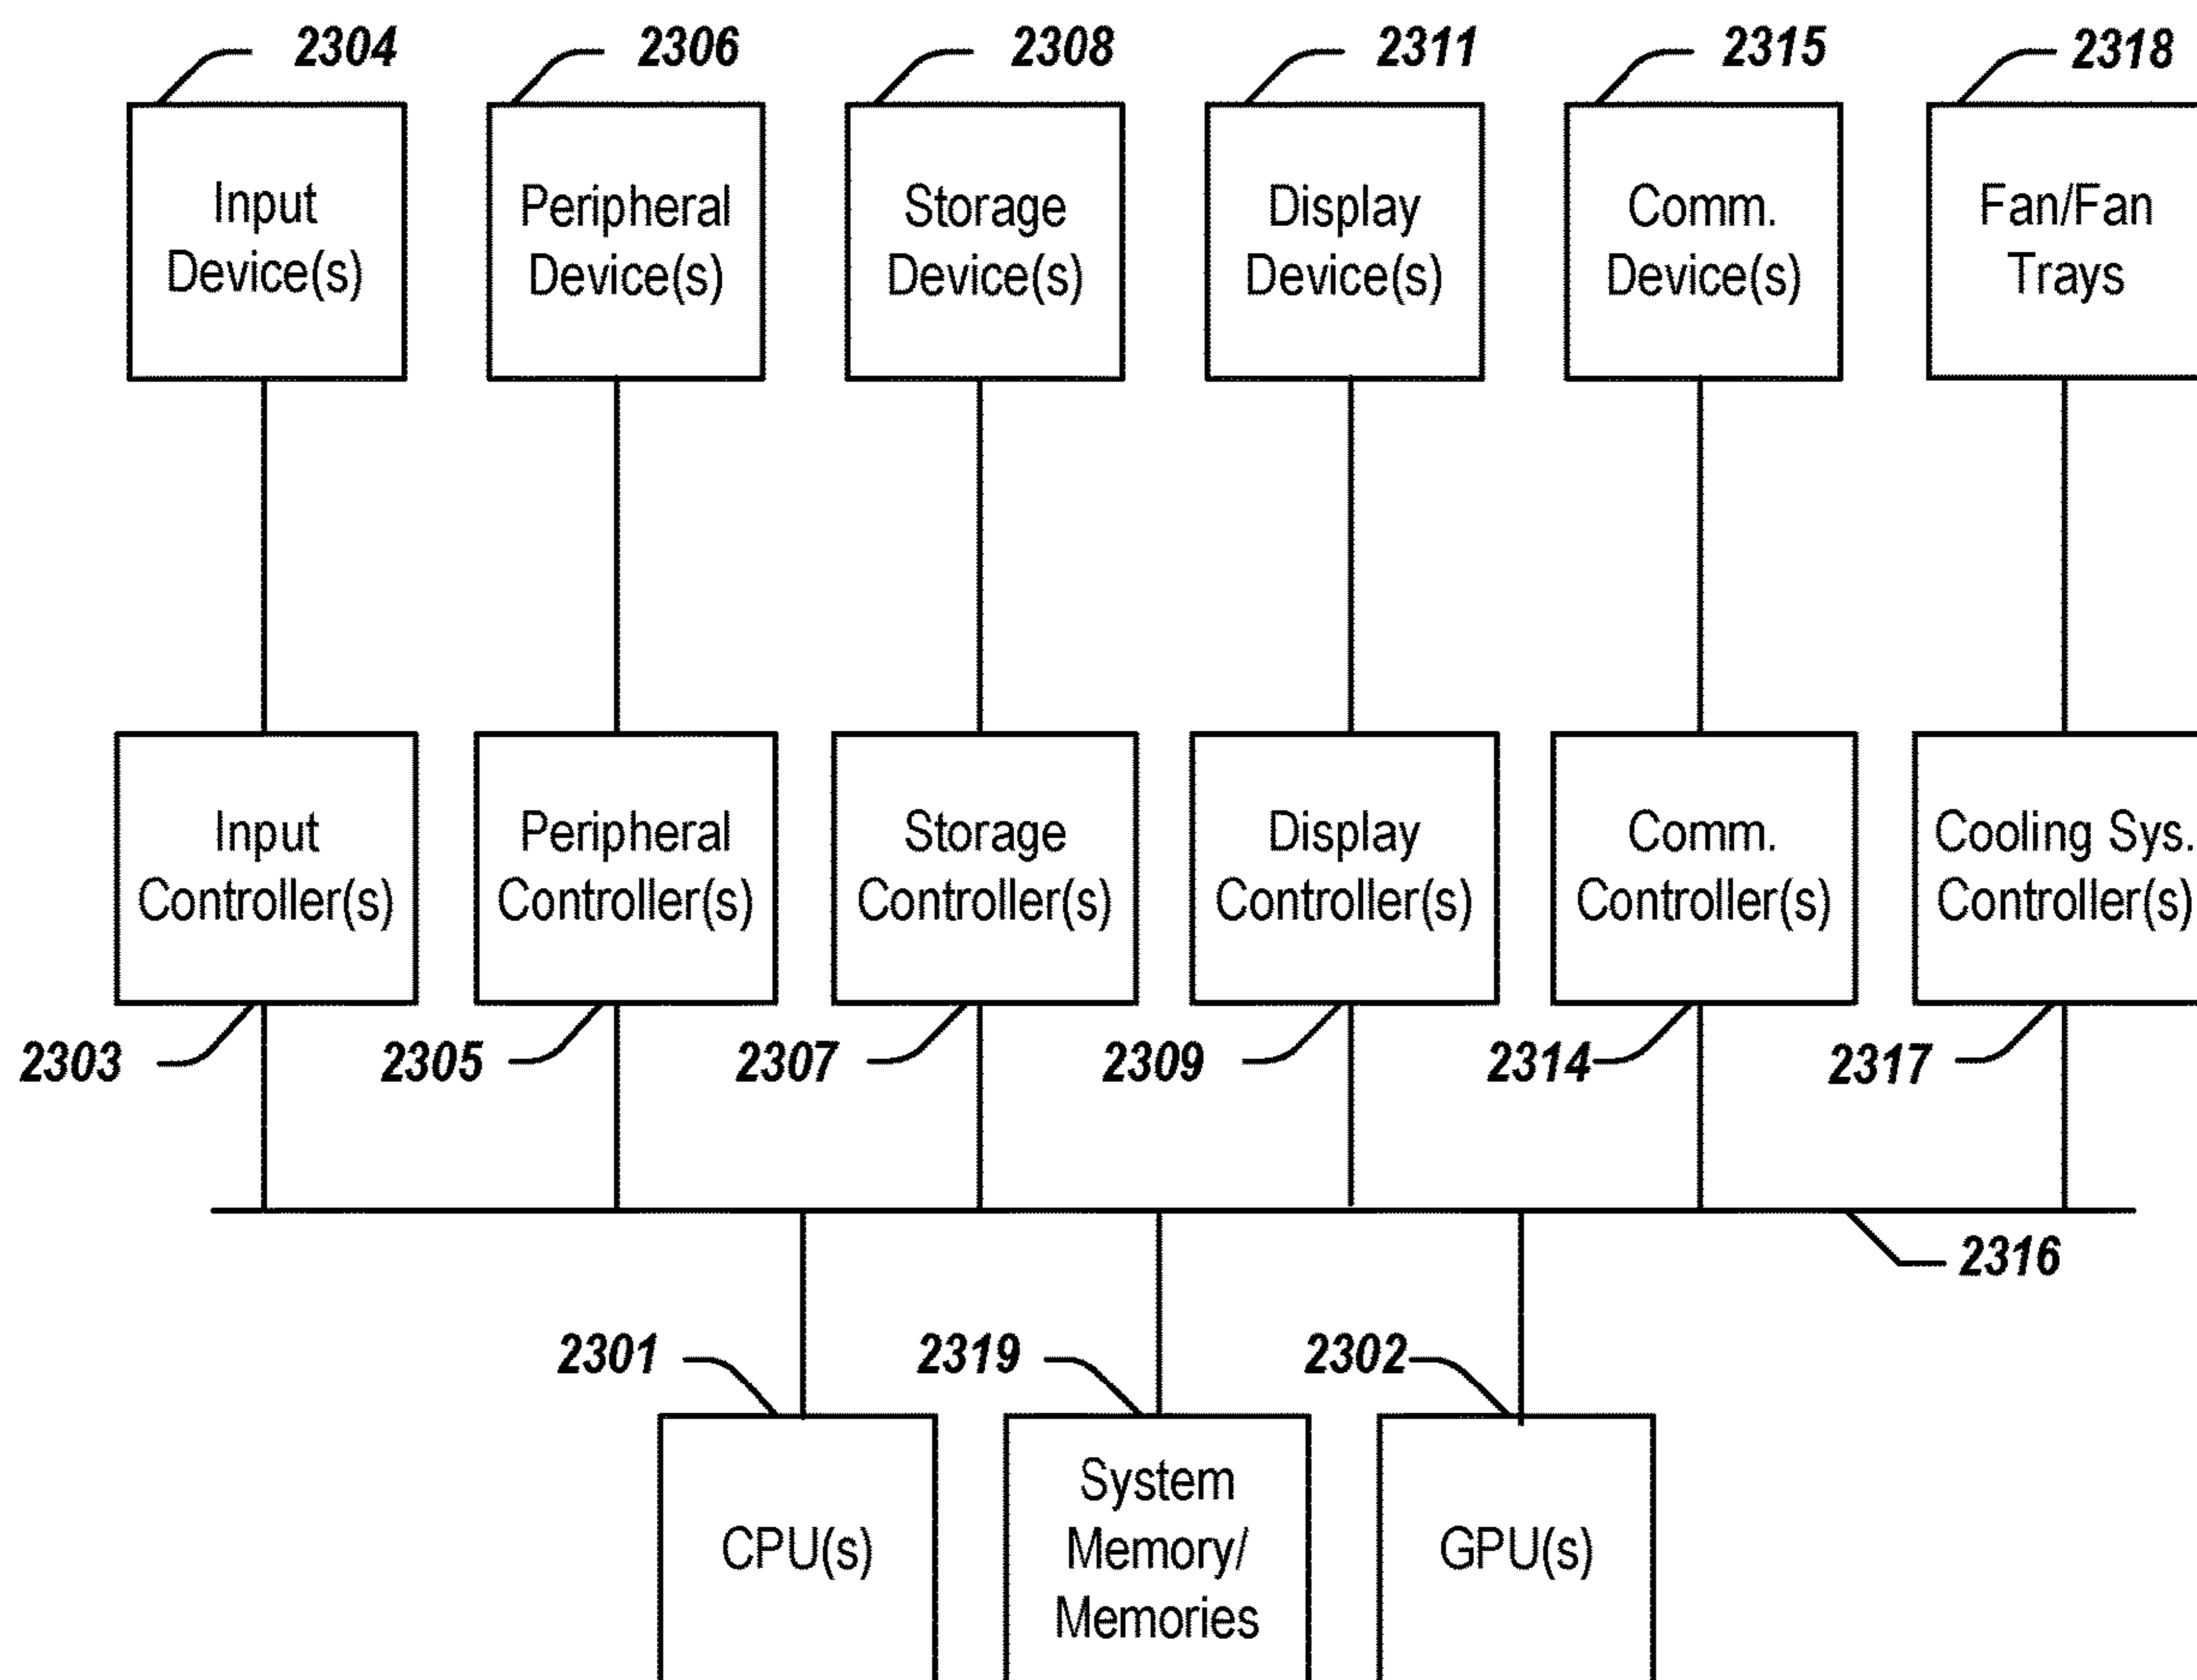 2304 2306 2308 2311 2315 2318
Input Peripheral Storage Display Comm. Fan/Fan
Device(s) Device(s) Device(s) Device(s) Device(s) Trays
Input Peripheral Storage Display Comm. Cooling Sys.
Controller(s) Controller(s) Controller(s) Controller(s) Controller(s) Controller(s)
2303 2305 2307 2309 2314 2317
2316
2301 2319 2302
System
CPU(s) Memory/ GPU(s)
Memories